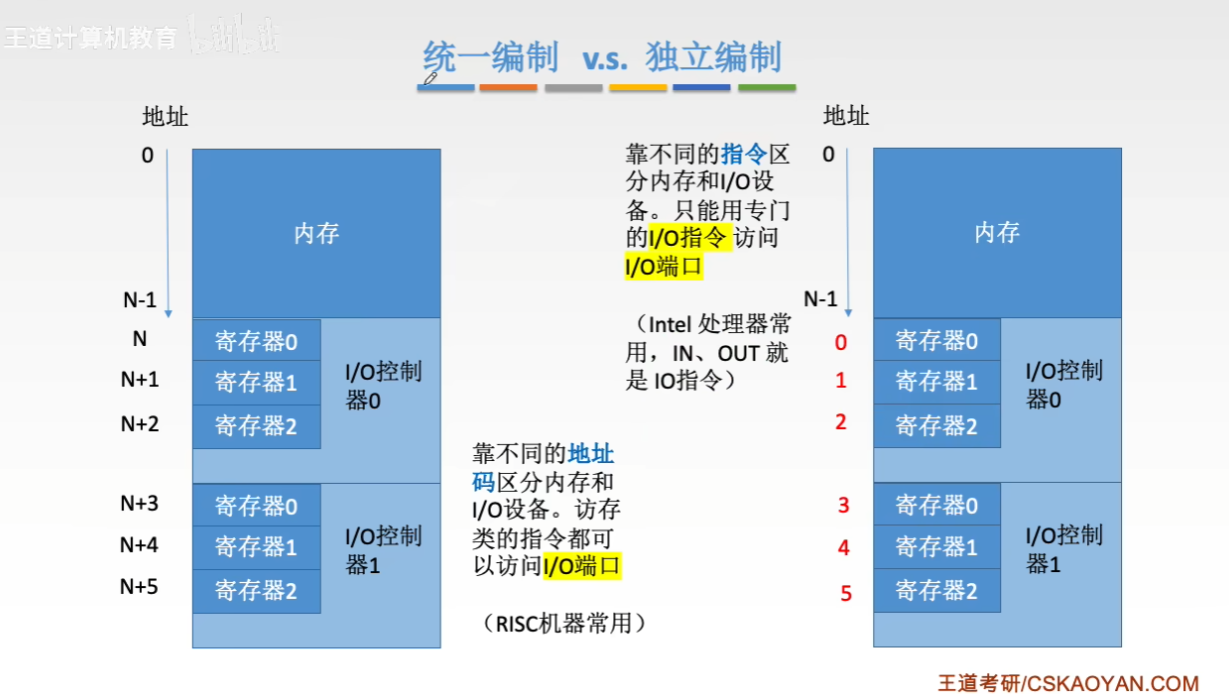 王道计算机教育 bilibili
统一编制 v.s. 独立编制
地址
0
内存
N-1
N
寄存器0
N+1
寄存器1
N+2
寄存器2
I/O控制
器0
N+3
寄存器0
N+4
寄存器1
N+5
寄存器2
I/O控制
器1
靠不同的地址
码区分内存和
I/O设备。访存
类的指令都可
以访问I/O端口
（RISC机器常用）
靠不同的指令区
分内存和I/O设
备。只能用专门
的I/O指令 访问
I/O端口
（Intel 处理器常
用，IN、OUT 就
是 IO指令）
地址
0
内存
N-1
0
寄存器0
1
寄存器1
2
寄存器2
I/O控制
器0
3
寄存器0
4
寄存器1
5
寄存器2
I/O控制
器1
王道考研/CSKAOYAN.COM